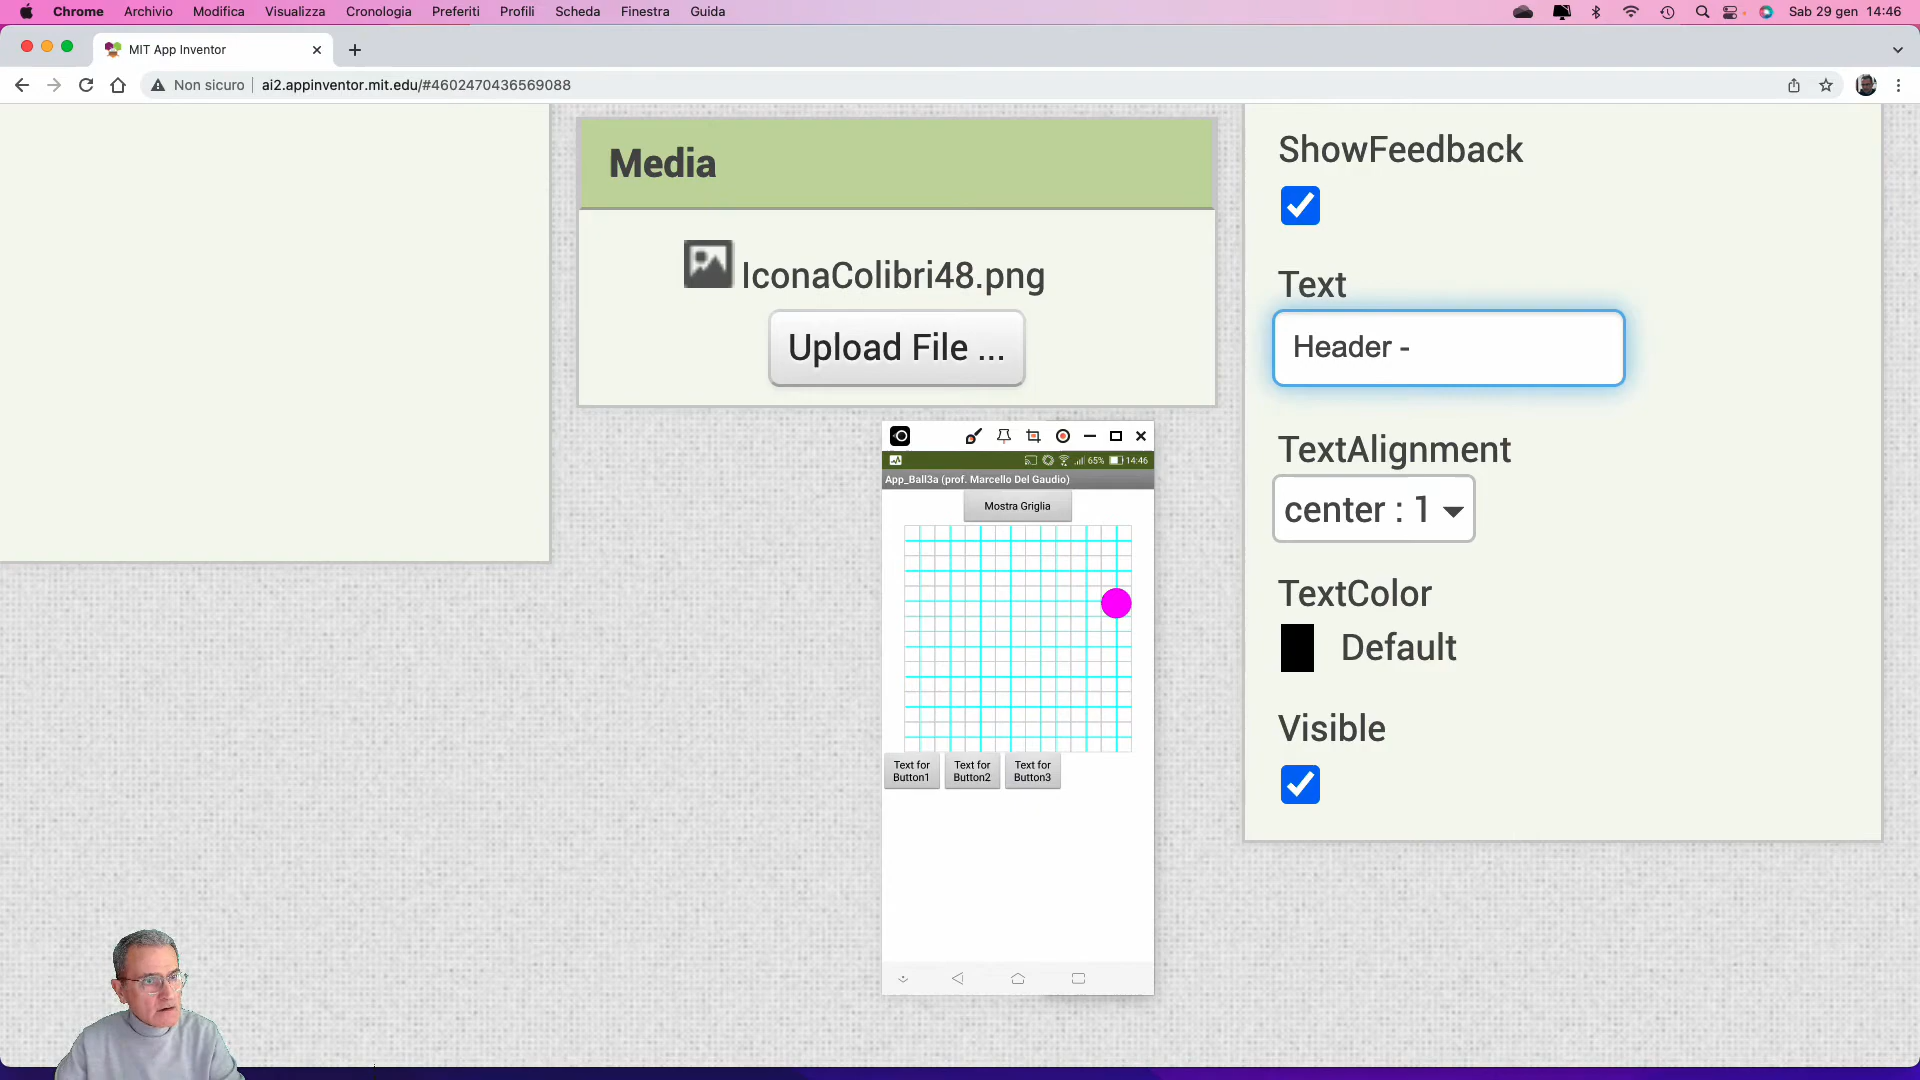 Chrome Archivio Modifica Visualizza Cronologia Preferiti Profili Scheda Finestra Guida
Sab 29 gen 14:46
MIT App Inventor
Non sicuro
ai2.appinventor.mit.edu/#4602470436569088
Media
IconaColibri48.png
Upload File ...
ShowFeedback
Text
Header -
TextAlignment
center : 1
TextColor
Default
Visible
65% 14:46
App_Ball3a (prof. Marcello Del Gaudio)
Mostra Griglia
Text for
Button1
Text for
Button2
Text for
Button3